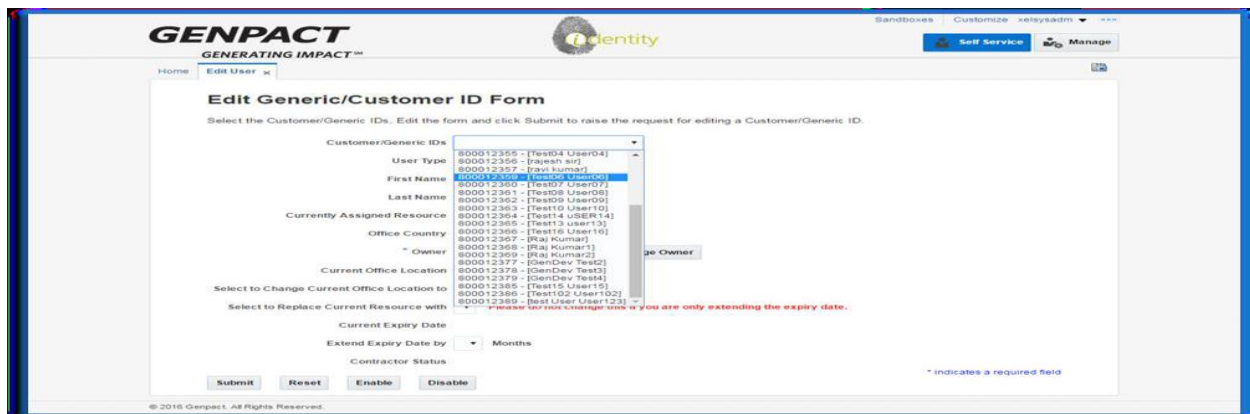 Sandboxes Customize xelsysadm
GENPACT
GENERATING IMPACT℠
identity
Self Service Manage
Home Edit User
Edit Generic/Customer ID Form
Select the Customer/Generic IDs, Edit the form and click Submit to raise the request for editing a Customer/Generic ID.
Customer/Generic IDs
800012355 - [Test04 User04]
User Type 800012356 - [rajesh sir]
800012357 - [ravi kumar]
First Name 800012359 - [Test06 User06]
800012360 - [Test07 User07]
800012361 - [Test08 User08]
Last Name 800012362 - [Test09 User09]
800012363 - [Test10 User10]
Currently Assigned Resource 800012364 - [Test14 uSER14]
800012365 - [Test13 user13]
Office Country 800012366 - [Test16 User16]
800012367 - [Raj Kumar]
800012368 - [Raj Kumar1]
* Owner 800012369 - [Raj Kumar2] ge Owner
800012377 - [GenDev Test2]
Current Office Location 800012378 - [GenDev Test3]
800012379 - [GenDev Test4]
Select to Change Current Office Location to 800012385 - [Test15 User15]
800012386 - [Test102 User102]
800012389 - [test User User123]
Select to Replace Current Resource with Please do not change this if you are only extending the expiry date.
Current Expiry Date
Extend Expiry Date by Months
Contractor Status
* indicates a required field
Submit Reset Enable Disable
© 2016 Genpact. All Rights Reserved.